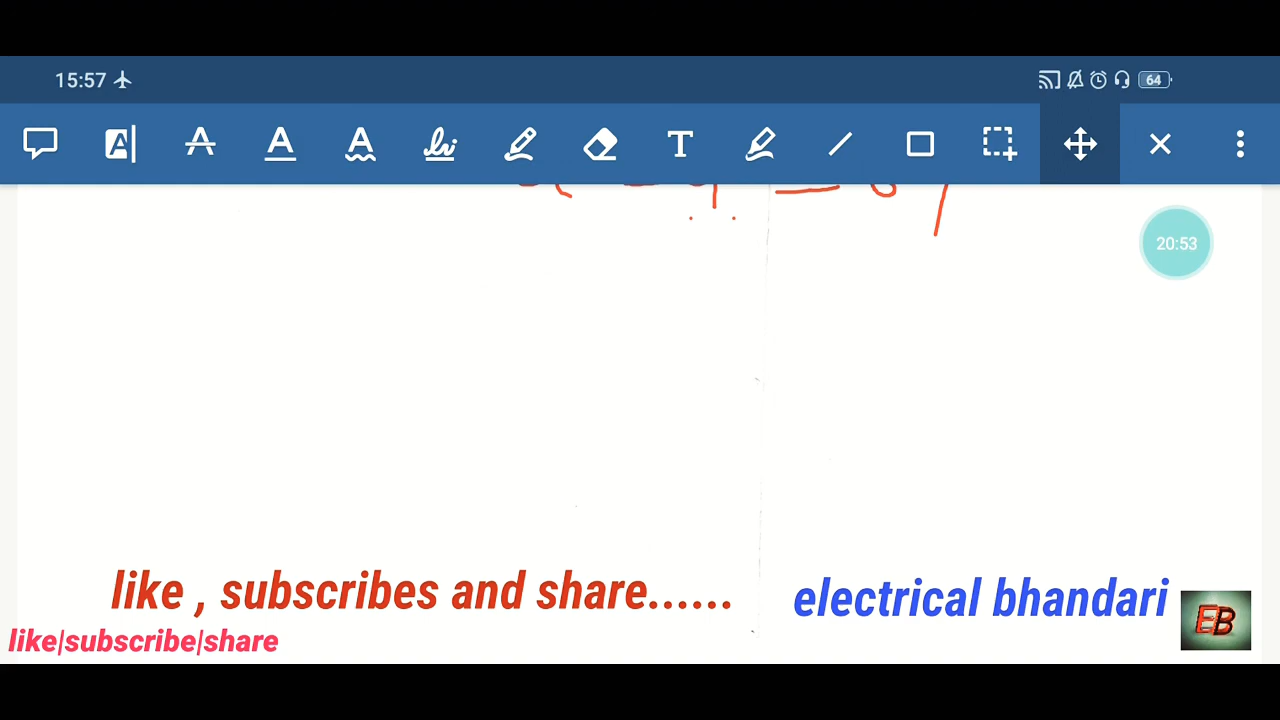 15:57
64
A
A
A
A
T
20:53
like , subscribes and share......
electrical bhandari
EB
like|subscribe|share